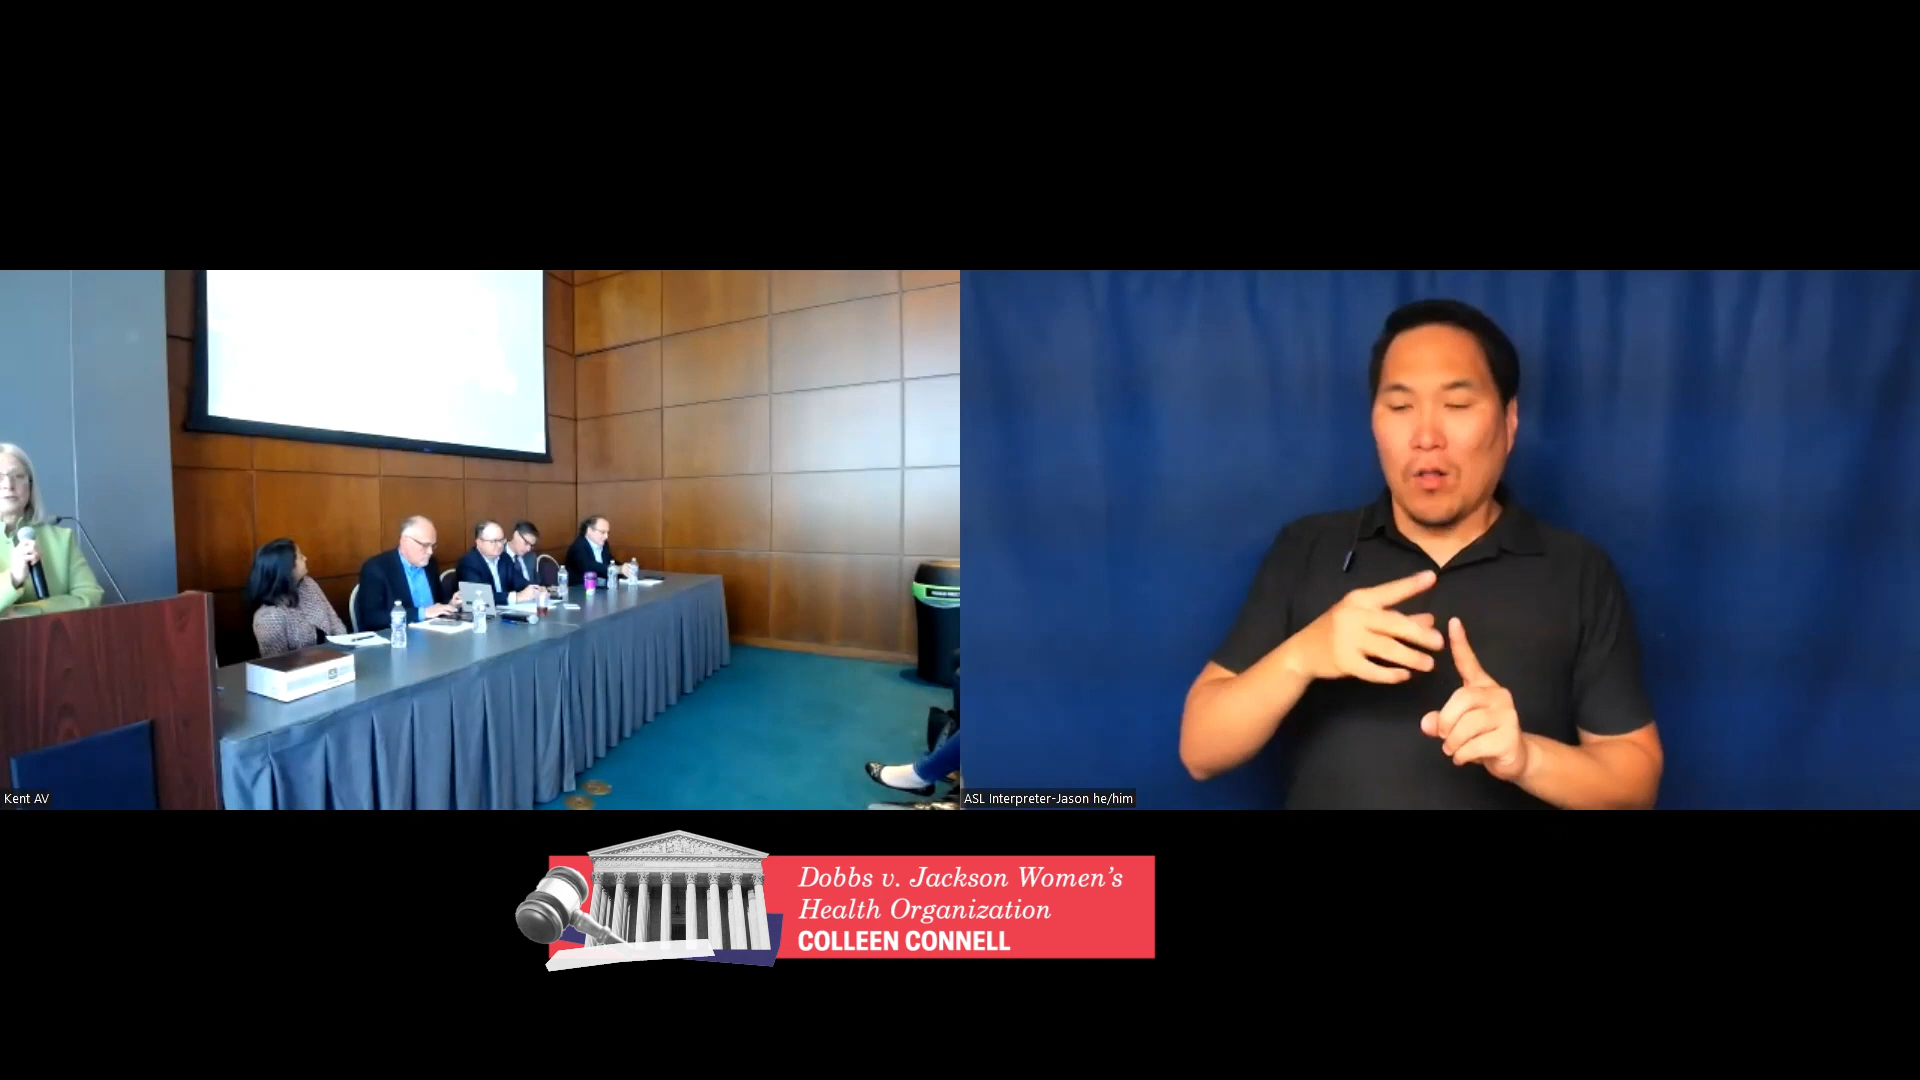 Kent AV
ASL Interpreter-Jason he/him
Dobbs v. Jackson Women's
Health Organization
COLLEEN CONNELL